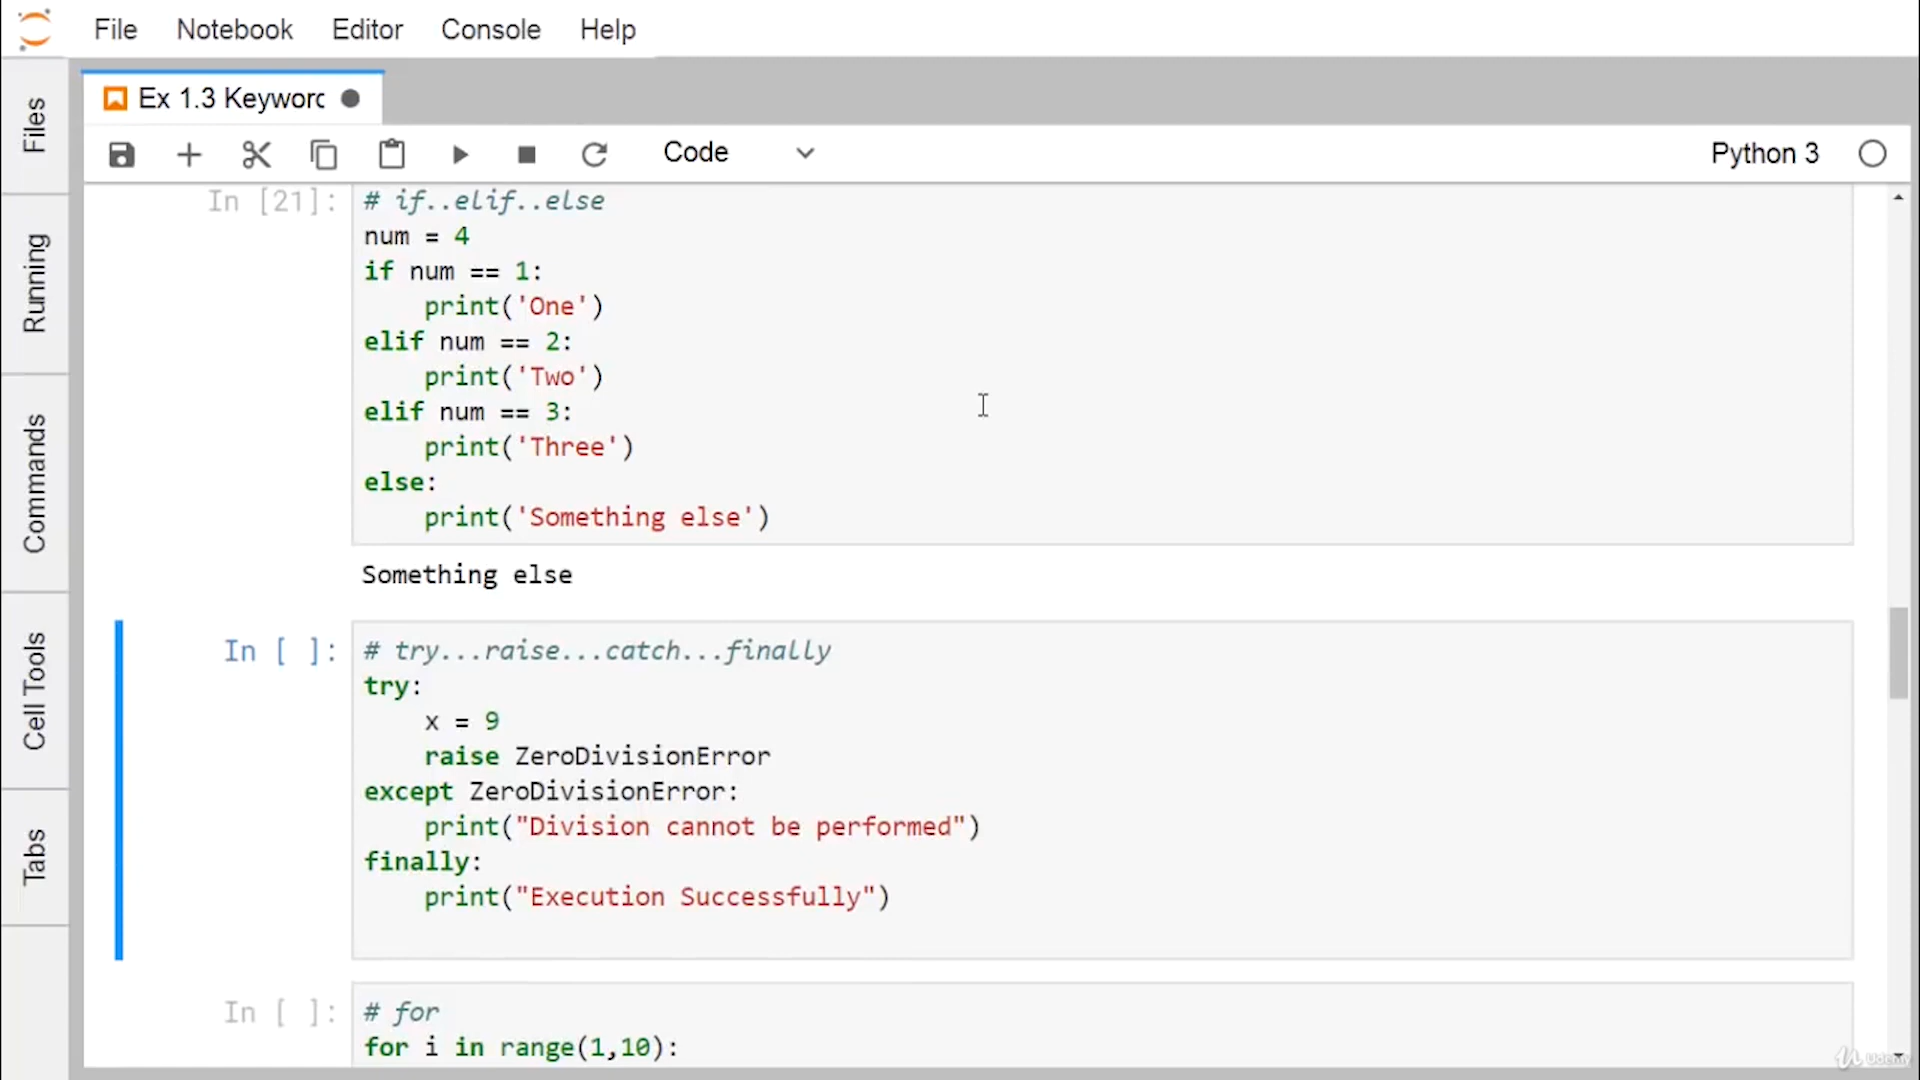 File Notebook Editor Console Help
Files
Running
Commands
Cell Tools
Tabs
Ex 1.3 Keyword
Code
Python 3
In [21]:
# if..elif..else
num = 4
if num == 1:
    print('One')
elif num == 2:
    print('Two')
elif num == 3:
    print('Three')
else:
    print('Something else')
Something else
In [ ]:
# try...raise...catch...finally
try:
    x = 9
    raise ZeroDivisionError
except ZeroDivisionError:
    print("Division cannot be performed")
finally:
    print("Execution Successfully")
In [ ]:
# for
for i in range(1,10):
Udemy